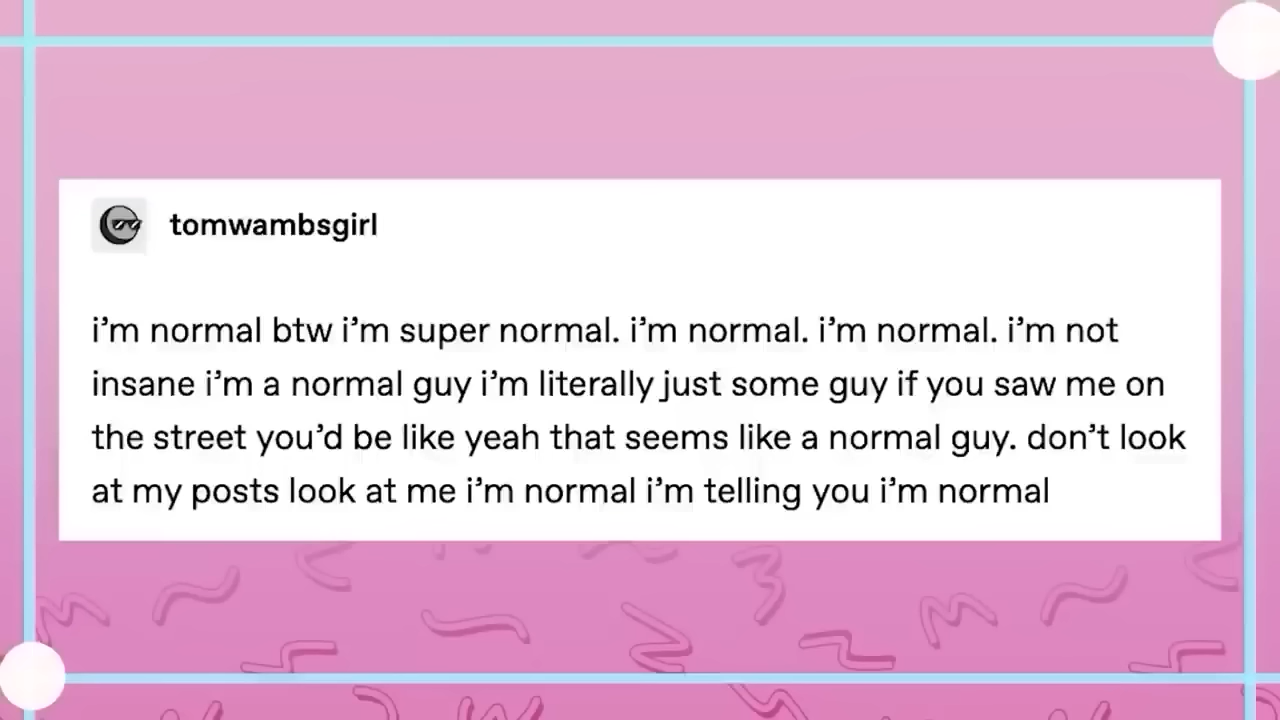 tomwambsgirl
i'm normal btw i'm super normal. i'm normal. i'm normal. i'm not
insane i'm a normal guy i'm literally just some guy if you saw me on
the street you'd be like yeah that seems like a normal guy. don't look
at my posts look at me i'm normal i'm telling you i'm normal